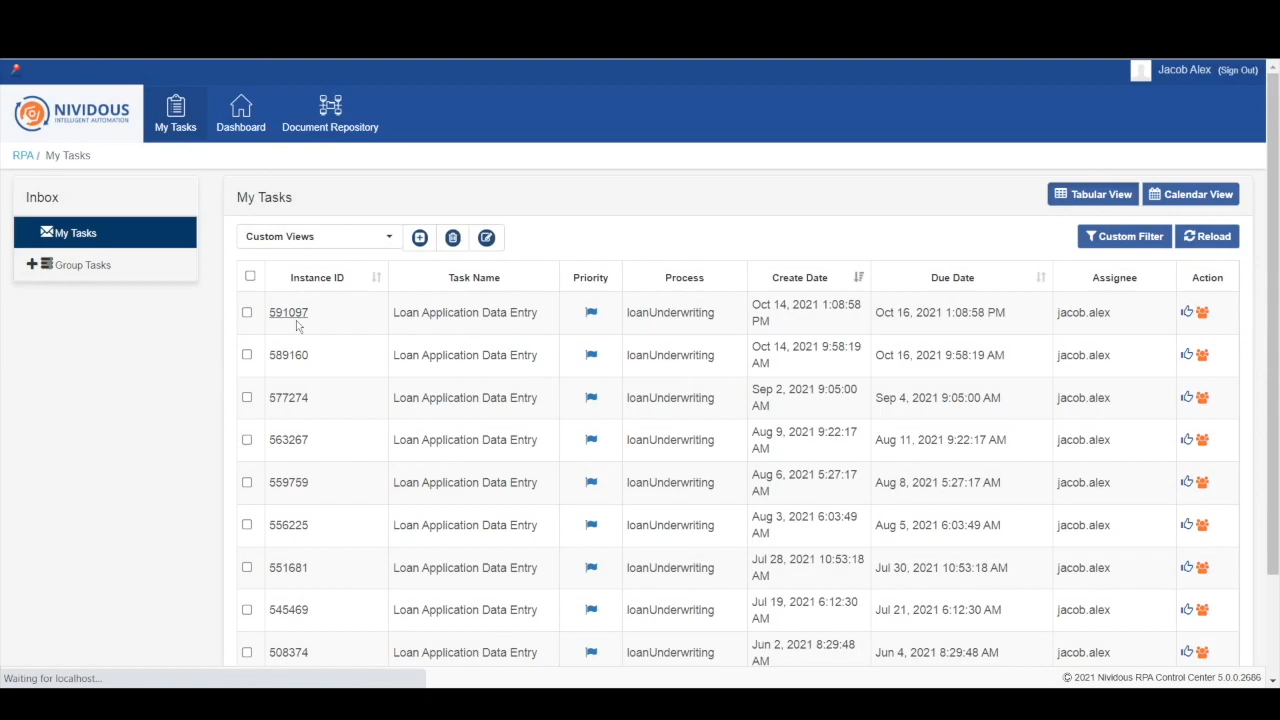 Jacob Alex (Sign Out)
NIVIDOUS
INTELLIGENT AUTOMATION
My Tasks
Dashboard
Document Repository
RPA / My Tasks
Inbox
My Tasks
Group Tasks
My Tasks
Tabular View
Calendar View
Custom Views
Custom Filter
Reload
Instance ID Task Name Priority Process Create Date Due Date Assignee Action
591097 Loan Application Data Entry loanUnderwriting Oct 14, 2021 1:08:58 PM Oct 16, 2021 1:08:58 PM jacob.alex
589160 Loan Application Data Entry loanUnderwriting Oct 14, 2021 9:58:19 AM Oct 16, 2021 9:58:19 AM jacob.alex
577274 Loan Application Data Entry loanUnderwriting Sep 2, 2021 9:05:00 AM Sep 4, 2021 9:05:00 AM jacob.alex
563267 Loan Application Data Entry loanUnderwriting Aug 9, 2021 9:22:17 AM Aug 11, 2021 9:22:17 AM jacob.alex
559759 Loan Application Data Entry loanUnderwriting Aug 6, 2021 5:27:17 AM Aug 8, 2021 5:27:17 AM jacob.alex
556225 Loan Application Data Entry loanUnderwriting Aug 3, 2021 6:03:49 AM Aug 5, 2021 6:03:49 AM jacob.alex
551681 Loan Application Data Entry loanUnderwriting Jul 28, 2021 10:53:18 AM Jul 30, 2021 10:53:18 AM jacob.alex
545469 Loan Application Data Entry loanUnderwriting Jul 19, 2021 6:12:30 AM Jul 21, 2021 6:12:30 AM jacob.alex
508374 Loan Application Data Entry loanUnderwriting Jun 2, 2021 8:29:48 AM Jun 4, 2021 8:29:48 AM jacob.alex
Waiting for localhost...
© 2021 Nividous RPA Control Center 5.0.0.2686